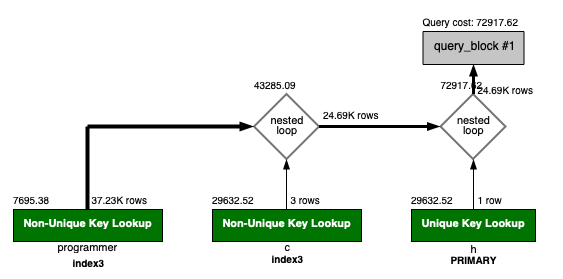 Query cost: 72917.62
query_block #1
43285.09
72917.62
24.69K rows
nested
loop
24.69K rows
nested
loop
7695.38
37.23K rows
29632.52
3 rows
29632.52
1 row
Non-Unique Key Lookup
Non-Unique Key Lookup
Unique Key Lookup
programmer
c
h
index3
index3
PRIMARY